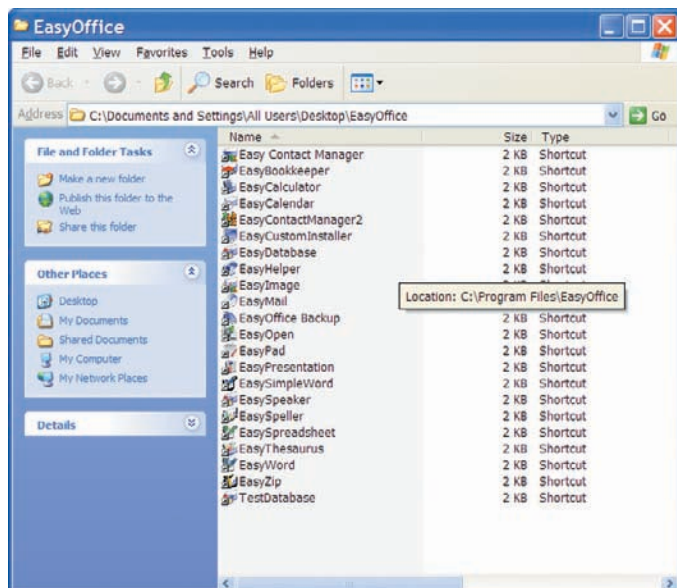 EasyOffice
File Edit View Favorites Tools Help
Back Search Folders
Address C:\Documents and Settings\All Users\Desktop\EasyOffice Go
File and Folder Tasks
Make a new folder
Publish this folder to the
Web
Share this folder
Other Places
Desktop
My Documents
Shared Documents
My Computer
My Network Places
Details
Name Size Type
Easy Contact Manager 2 KB Shortcut
EasyBookkeeper 2 KB Shortcut
EasyCalculator 2 KB Shortcut
EasyCalendar 2 KB Shortcut
EasyContactManager2 2 KB Shortcut
EasyCustomInstaller 2 KB Shortcut
EasyDatabase 2 KB Shortcut
EasyHelper 2 KB Shortcut
EasyImage
Location: C:\Program Files\EasyOffice
EasyMail
EasyOffice Backup 2 KB Shortcut
EasyOpen 2 KB Shortcut
EasyPad 2 KB Shortcut
EasyPresentation 2 KB Shortcut
EasySimpleWord 2 KB Shortcut
EasySpeaker 2 KB Shortcut
EasySpeller 2 KB Shortcut
EasySpreadsheet 2 KB Shortcut
EasyThesaurus 2 KB Shortcut
EasyWord 2 KB Shortcut
EasyZip 2 KB Shortcut
TestDatabase 2 KB Shortcut